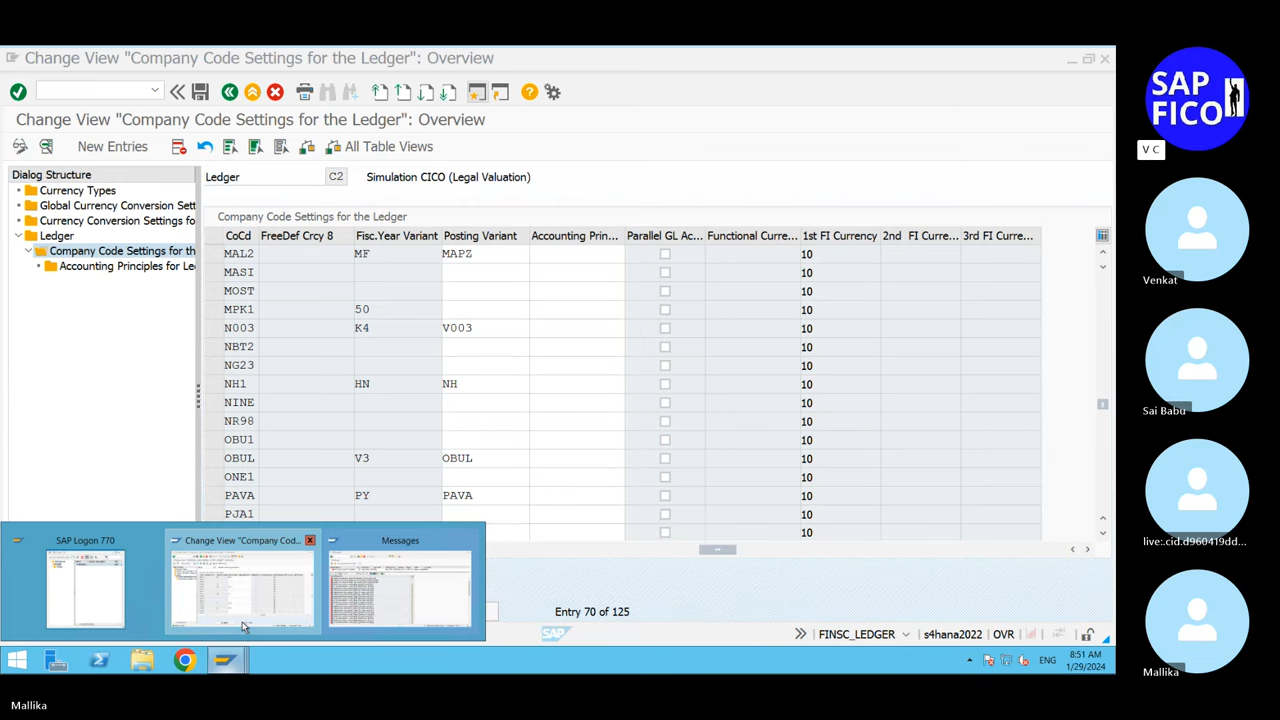 Change View "Company Code Settings for the Ledger": Overview
Change View "Company Code Settings for the Ledger": Overview
New Entries
All Table Views
Dialog Structure
Currency Types
Global Currency Conversion Set
Currency Conversion Settings fo
Ledger
Company Code Settings for th
Accounting Principles for Le
Ledger C2 Simulation CICO (Legal Valuation)
Company Code Settings for the Ledger
CoCd FreeDef Crcy 8 Fisc.Year Variant Posting Variant Accounting Prin... Parallel GL Ac... Functional Curre... 1st FI Currency 2nd FI Curre... 3rd FI Curre...
MAL2 MF MAPZ 10
MASI 10
MOST 10
MPK1 50 10
N003 K4 V003 10
NBT2 10
NG23 10
NH1 HN NH 10
NINE 10
NR98 10
OBU1 10
OBUL V3 OBUL 10
ONE1 10
PAVA PY PAVA 10
PJA1 10
10
SAP Logon 770
Change View "Company Cod...
Messages
Entry 70 of 125
SAP
FINSC_LEDGER
s4hana2022
OVR
ENG
8:51 AM
1/29/2024
Mallika
SAP
FICO
V C
Venkat
Sai Babu
live:cid.d960419dd...
Mallika